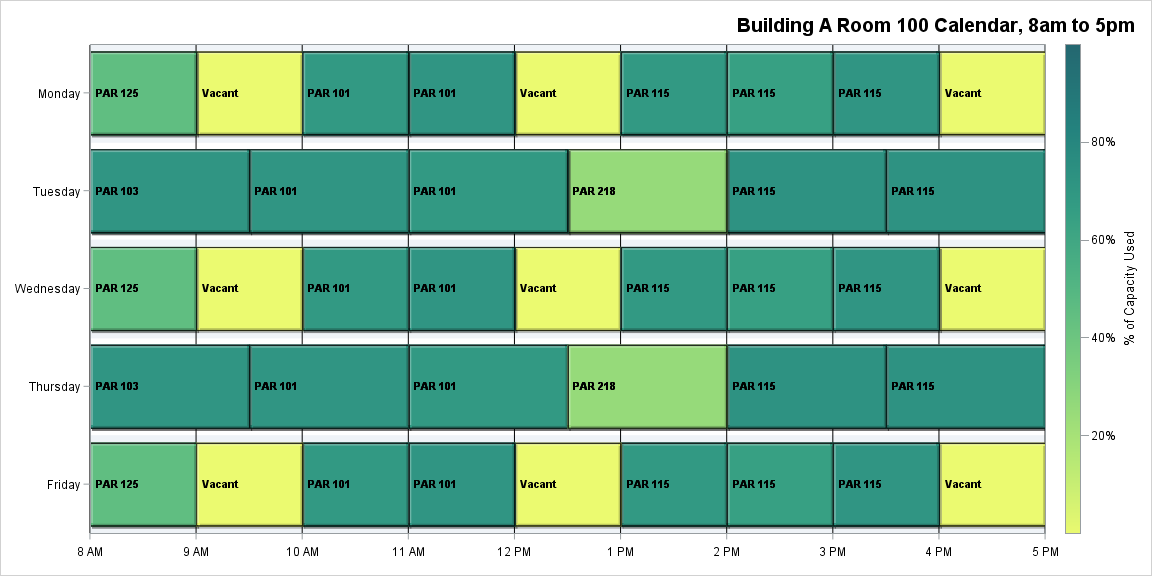 Building A Room 100 Calendar, 8am to 5pm
Monday
PAR 125
Vacant
PAR 101
PAR 101
Vacant
PAR 115
PAR 115
PAR 115
Vacant
Tuesday
PAR 103
PAR 101
PAR 101
PAR 218
PAR 115
PAR 115
Wednesday
PAR 125
Vacant
PAR 101
PAR 101
Vacant
PAR 115
PAR 115
PAR 115
Vacant
Thursday
PAR 103
PAR 101
PAR 101
PAR 218
PAR 115
PAR 115
Friday
PAR 125
Vacant
PAR 101
PAR 101
Vacant
PAR 115
PAR 115
PAR 115
Vacant
8 AM
9 AM
10 AM
11 AM
12 PM
1 PM
2 PM
3 PM
4 PM
5 PM
80%
60%
40%
20%
% of Capacity Used